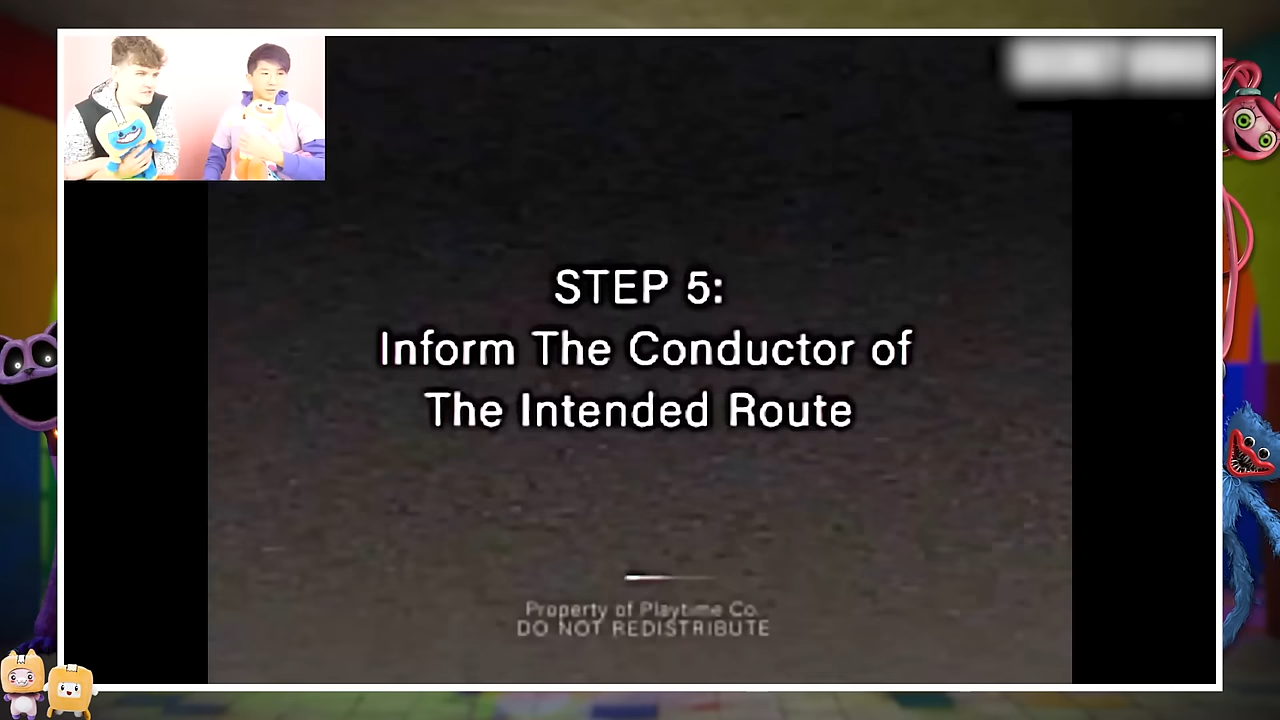 STEP 5:
Inform The Conductor of
The Intended Route
Property of Playtime Co.
DO NOT REDISTRIBUTE